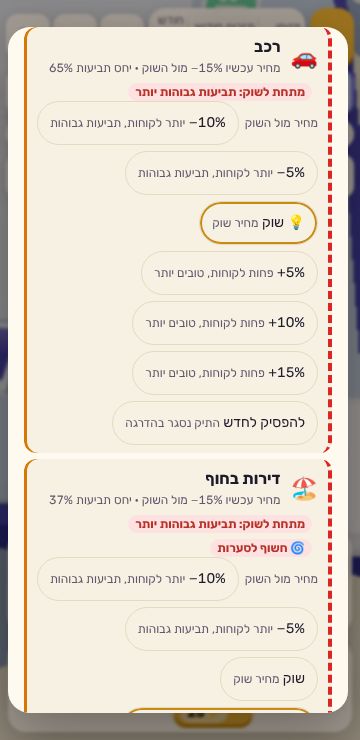 רכב
מחיר עכשיו −15% מול השוק • יחס תביעות 65%
מתחת לשוק: תביעות גבוהות יותר
מחיר מול השוק
−10% יותר לקוחות, תביעות גבוהות
−5% יותר לקוחות, תביעות גבוהות
שוק מחיר שוק
+5% פחות לקוחות, טובים יותר
+10% פחות לקוחות, טובים יותר
+15% פחות לקוחות, טובים יותר
להפסיק לחדש התיק נסגר בהדרגה
דירות בחוף
מחיר עכשיו −15% מול השוק • יחס תביעות 37%
מתחת לשוק: תביעות גבוהות יותר
חשוף לסערות
מחיר מול השוק
−10% יותר לקוחות, תביעות גבוהות
−5% יותר לקוחות, תביעות גבוהות
שוק מחיר שוק